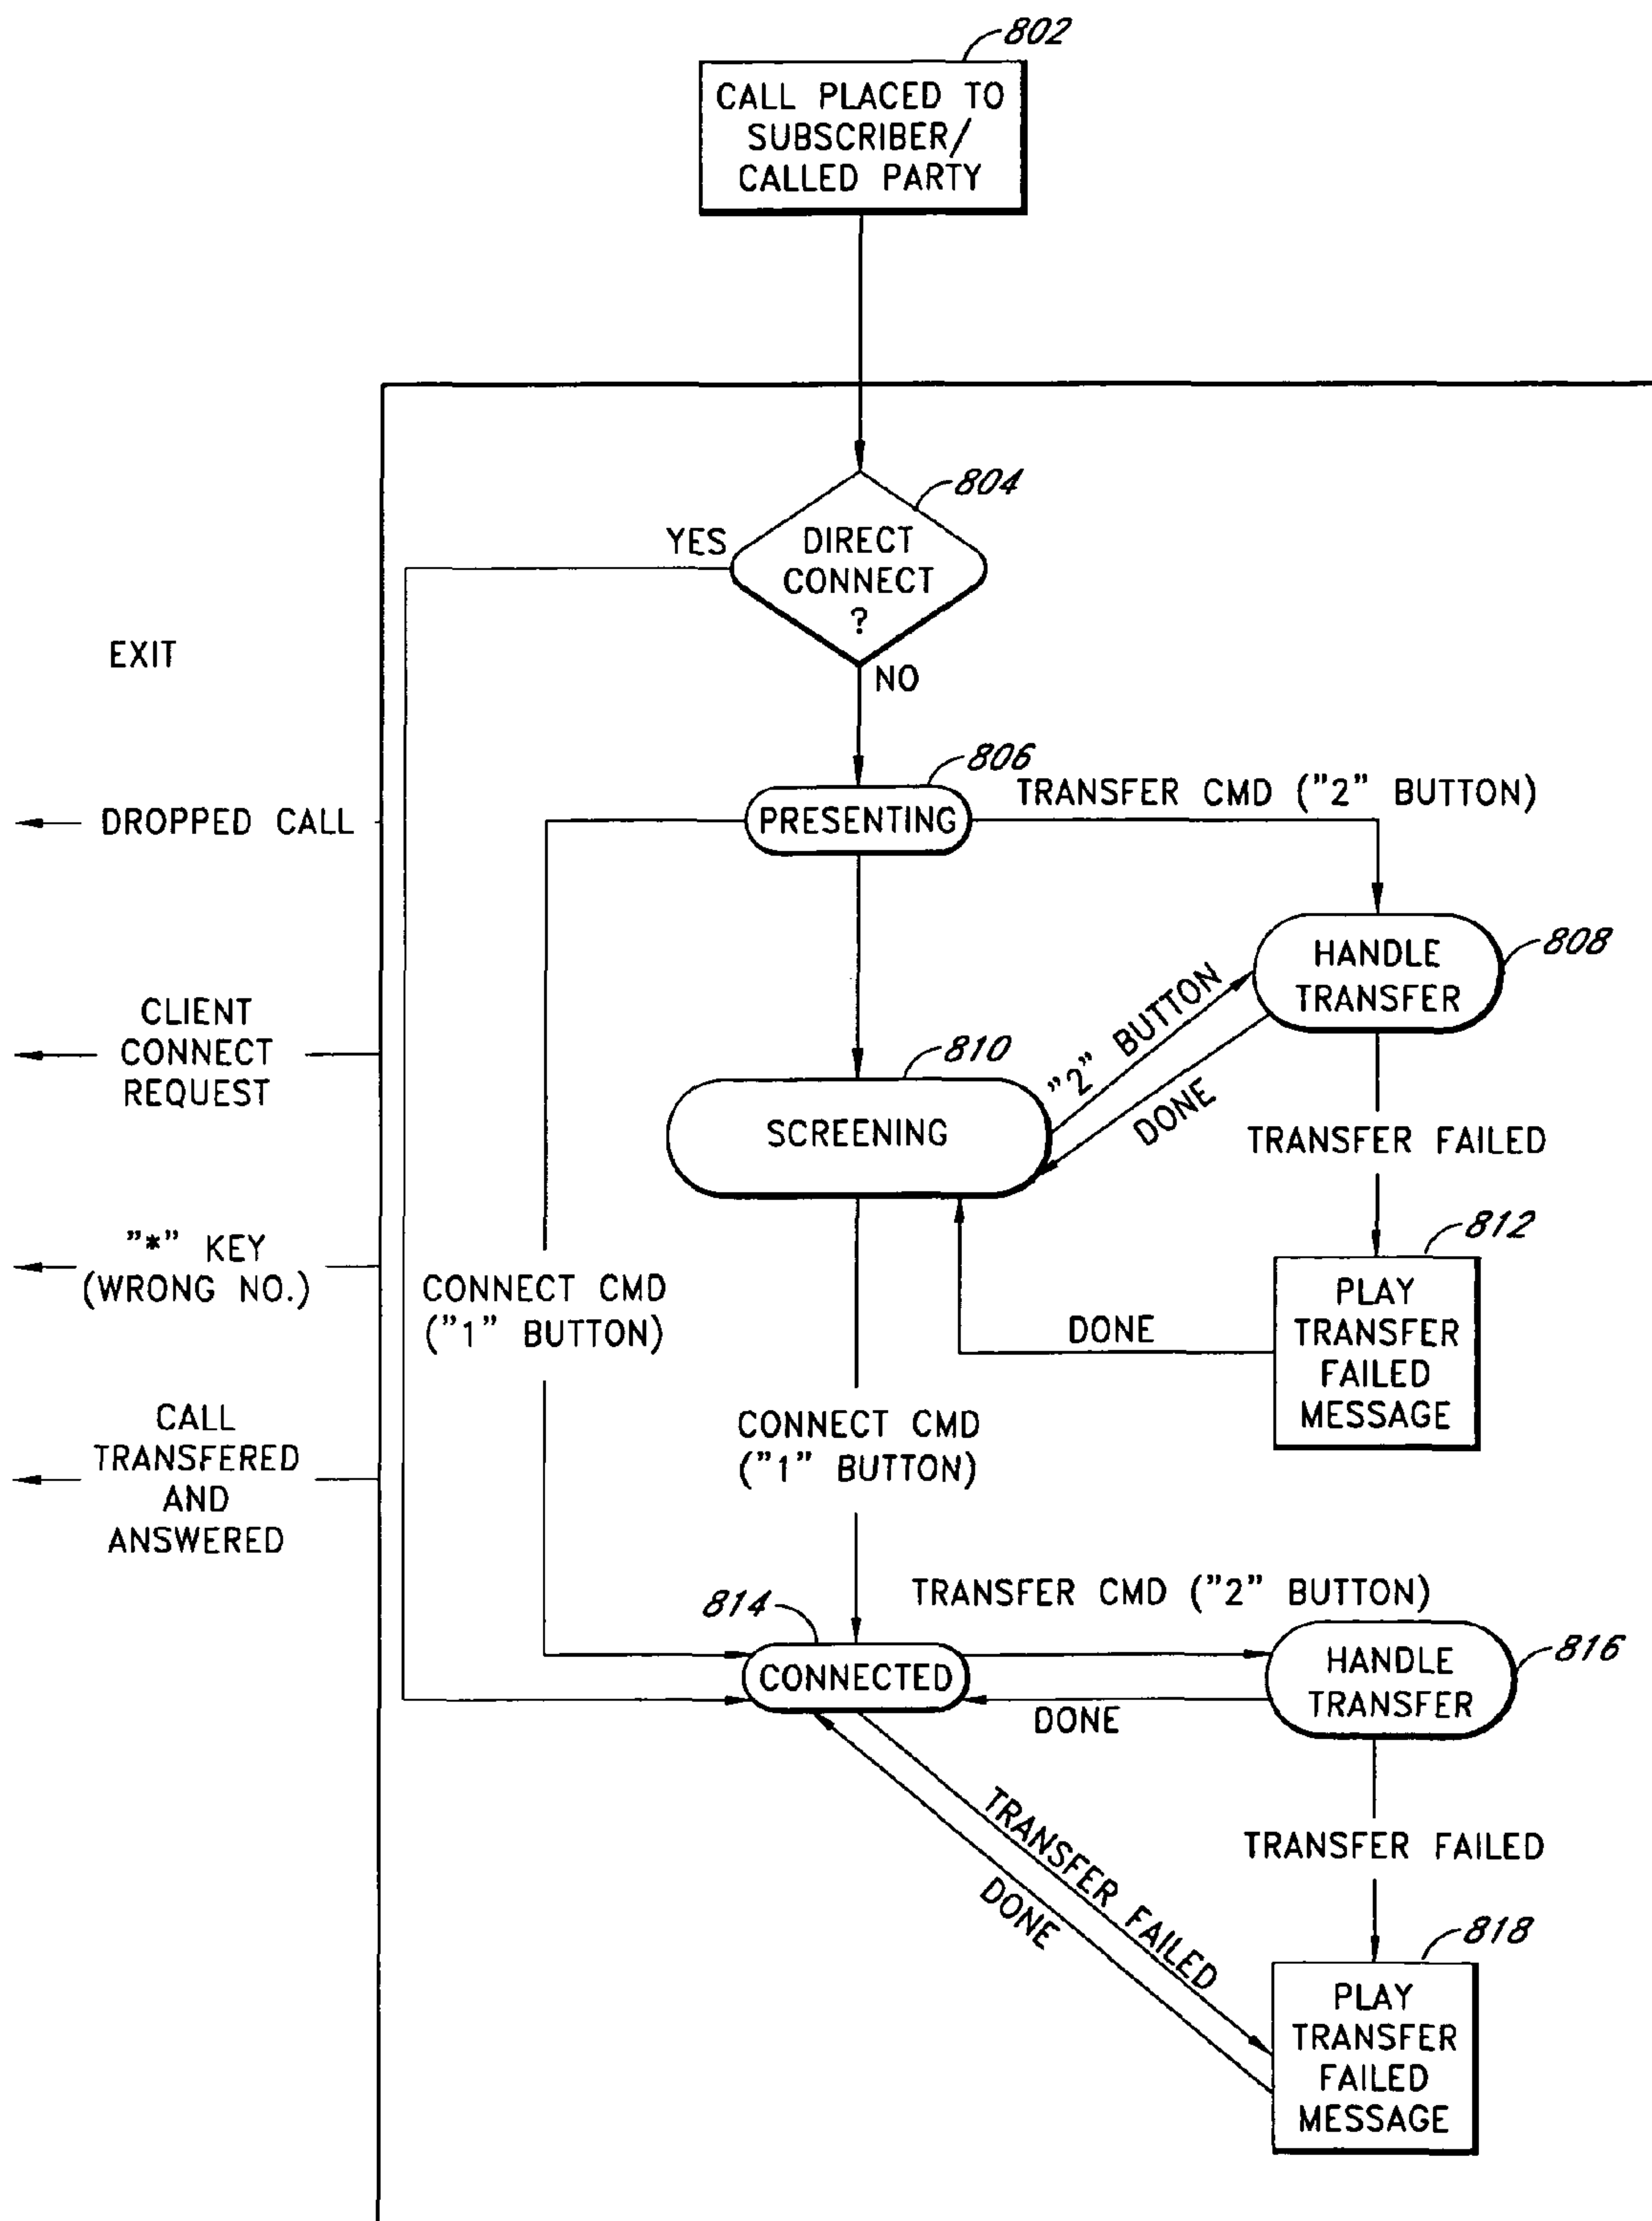 802
CALL PLACED TO
SUBSCRIBER/
CALLED PARTY
804
YES
DIRECT
CONNECT
?
NO
EXIT
806
PRESENTING
TRANSFER CMD ("2" BUTTON)
DROPPED CALL
808
HANDLE
TRANSFER
CLIENT
CONNECT
REQUEST
810
SCREENING
"2" BUTTON
DONE
TRANSFER FAILED
812
PLAY
TRANSFER
FAILED
MESSAGE
DONE
"*" KEY
(WRONG NO.)
CONNECT CMD
("1" BUTTON)
CALL
TRANSFERED
AND
ANSWERED
CONNECT CMD
("1" BUTTON)
814
CONNECTED
TRANSFER CMD ("2" BUTTON)
816
HANDLE
TRANSFER
DONE
TRANSFER FAILED
DONE
TRANSFER FAILED
818
PLAY
TRANSFER
FAILED
MESSAGE